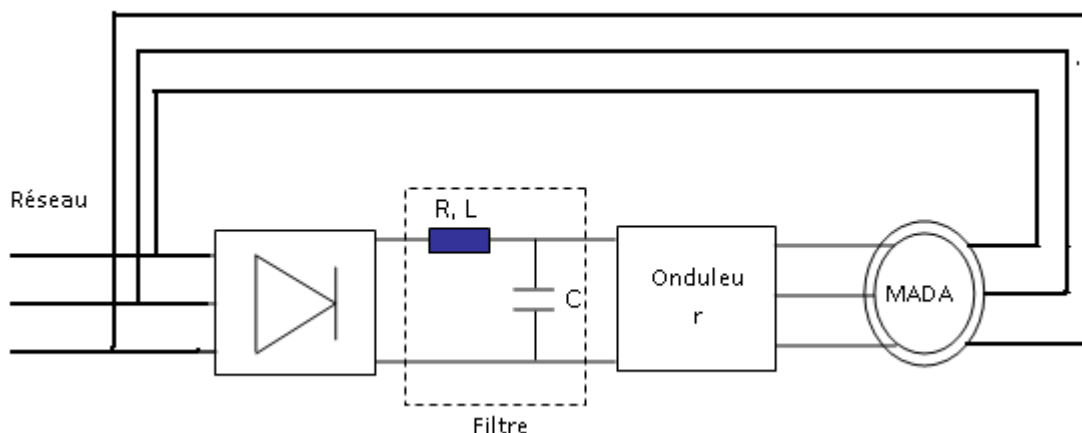 Réseau
R, L
C
Onduleu
r
MADA
Filtre